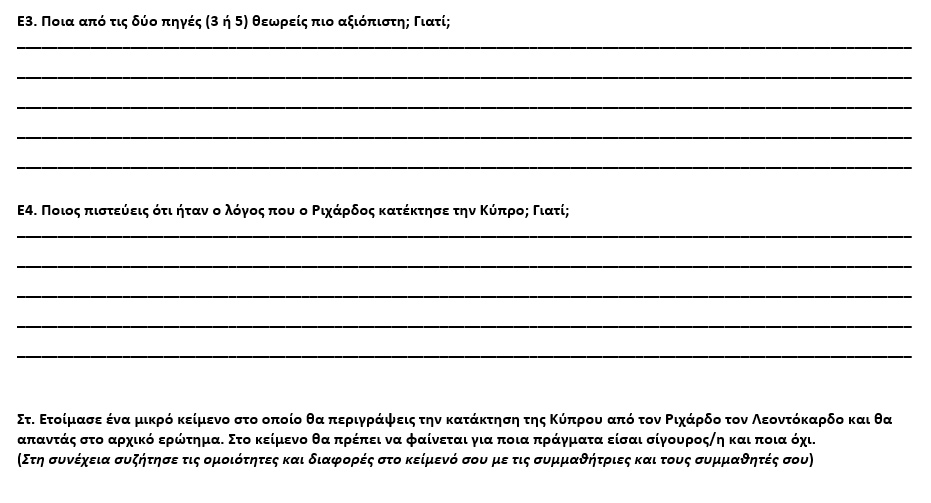 Ε3. Ποια από τις δύο πηγές (3 ή 5) θεωρείς πιο αξιόπιστη; Γιατί;
Ε4. Ποιος πιστεύεις ότι ήταν ο λόγος που ο Ριχάρδος κατέκτησε την Κύπρο; Γιατί;
Στ. Ετοίμασε ένα μικρό κείμενο στο οποίο θα περιγράψεις την κατάκτηση της Κύπρου από τον Ριχάρδο τον Λεοντόκαρδο και θα
απαντάς στο αρχικό ερώτημα. Στο κείμενο θα πρέπει να φαίνεται για ποια πράγματα είσαι σίγουρος/η και ποια όχι.
(Στη συνέχεια συζήτησε τις ομοιότητες και διαφορές στο κείμενό σου με τις συμμαθήτριες και τους συμμαθητές σου)